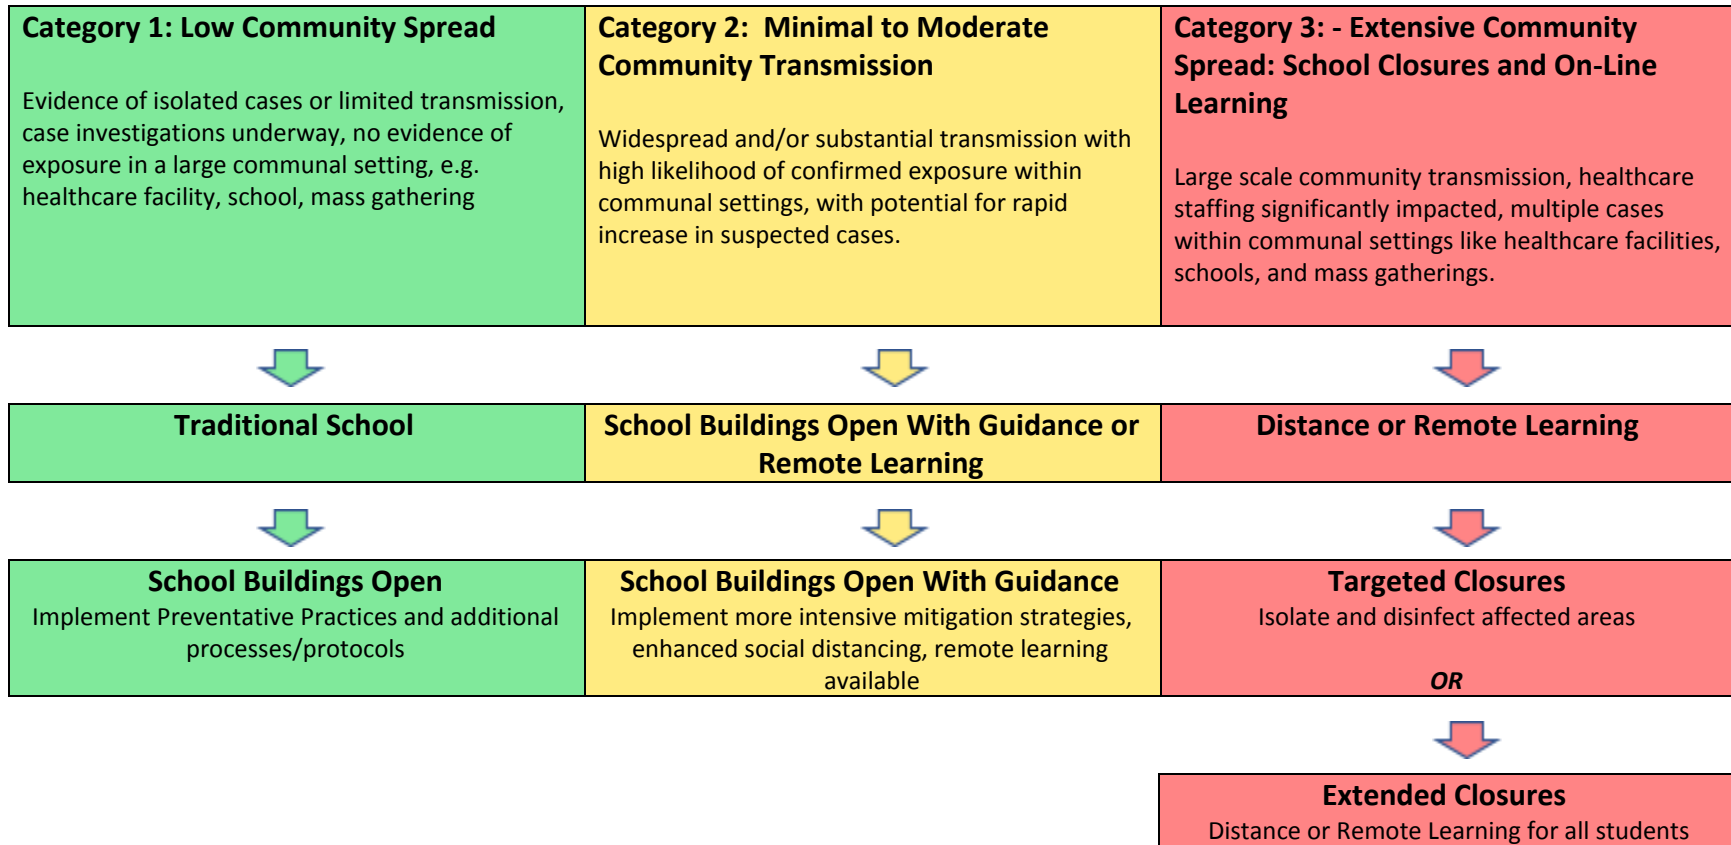 Category 1: Low Community Spread
Evidence of isolated cases or limited transmission,
case investigations underway, no evidence of
exposure in a large communal setting, e.g.
healthcare facility, school, mass gathering
Category 2:  Minimal to Moderate
Community Transmission
Widespread and/or substantial transmission with
high likelihood of confirmed exposure within
communal settings, with potential for rapid
increase in suspected cases.
Category 3: - Extensive Community
Spread: School Closures and On-Line
Learning
Large scale community transmission, healthcare
staffing significantly impacted, multiple cases
within communal settings like healthcare facilities,
schools, and mass gatherings.
Traditional School
School Buildings Open With Guidance or
Remote Learning
Distance or Remote Learning
School Buildings Open
Implement Preventative Practices and additional
processes/protocols
School Buildings Open With Guidance
Implement more intensive mitigation strategies,
enhanced social distancing, remote learning
available
Targeted Closures
Isolate and disinfect affected areas
OR
Extended Closures
Distance or Remote Learning for all students